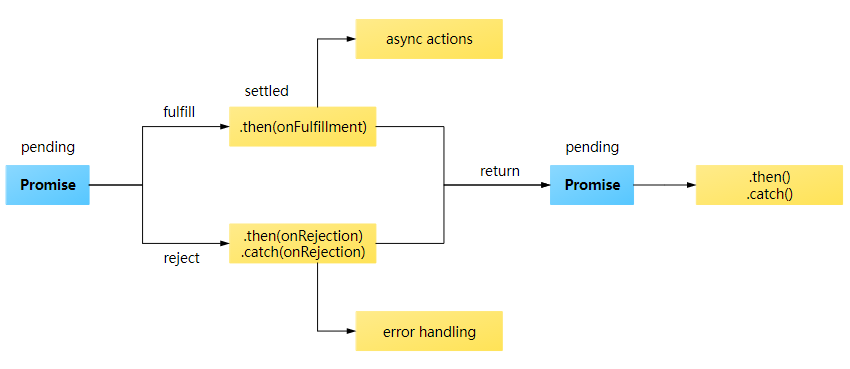 async actions
settled
fulfill
.then(onFulfillment)
pending
Promise
return
pending
Promise
.then()
.catch()
.then(onRejection)
.catch(onRejection)
reject
error handling